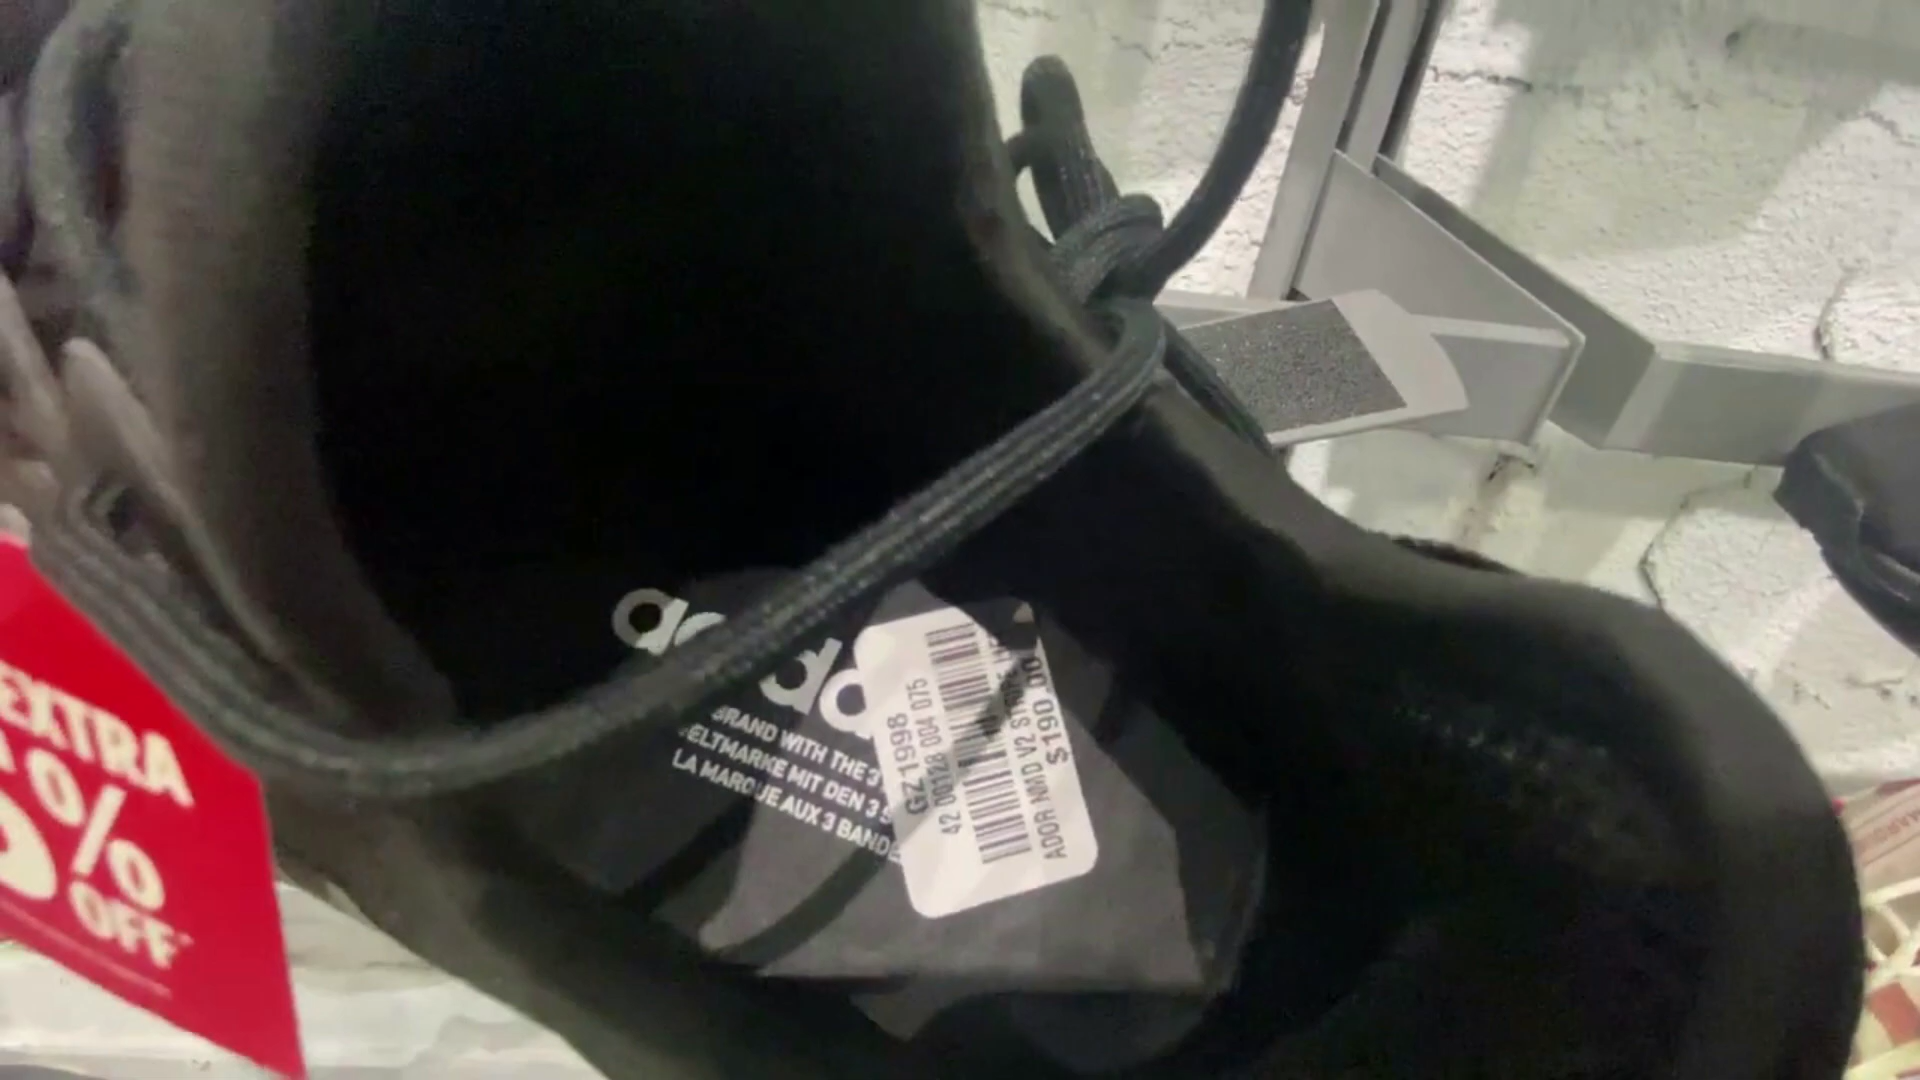 EXTRA
%
OFF*
BRAND WITH THE 3
WELTMARKE MIT DEN 3 S
LA MARQUE AUX 3 BANDE
GZ1998
42 00128 004 075
ADOR NMD V2
$190.00